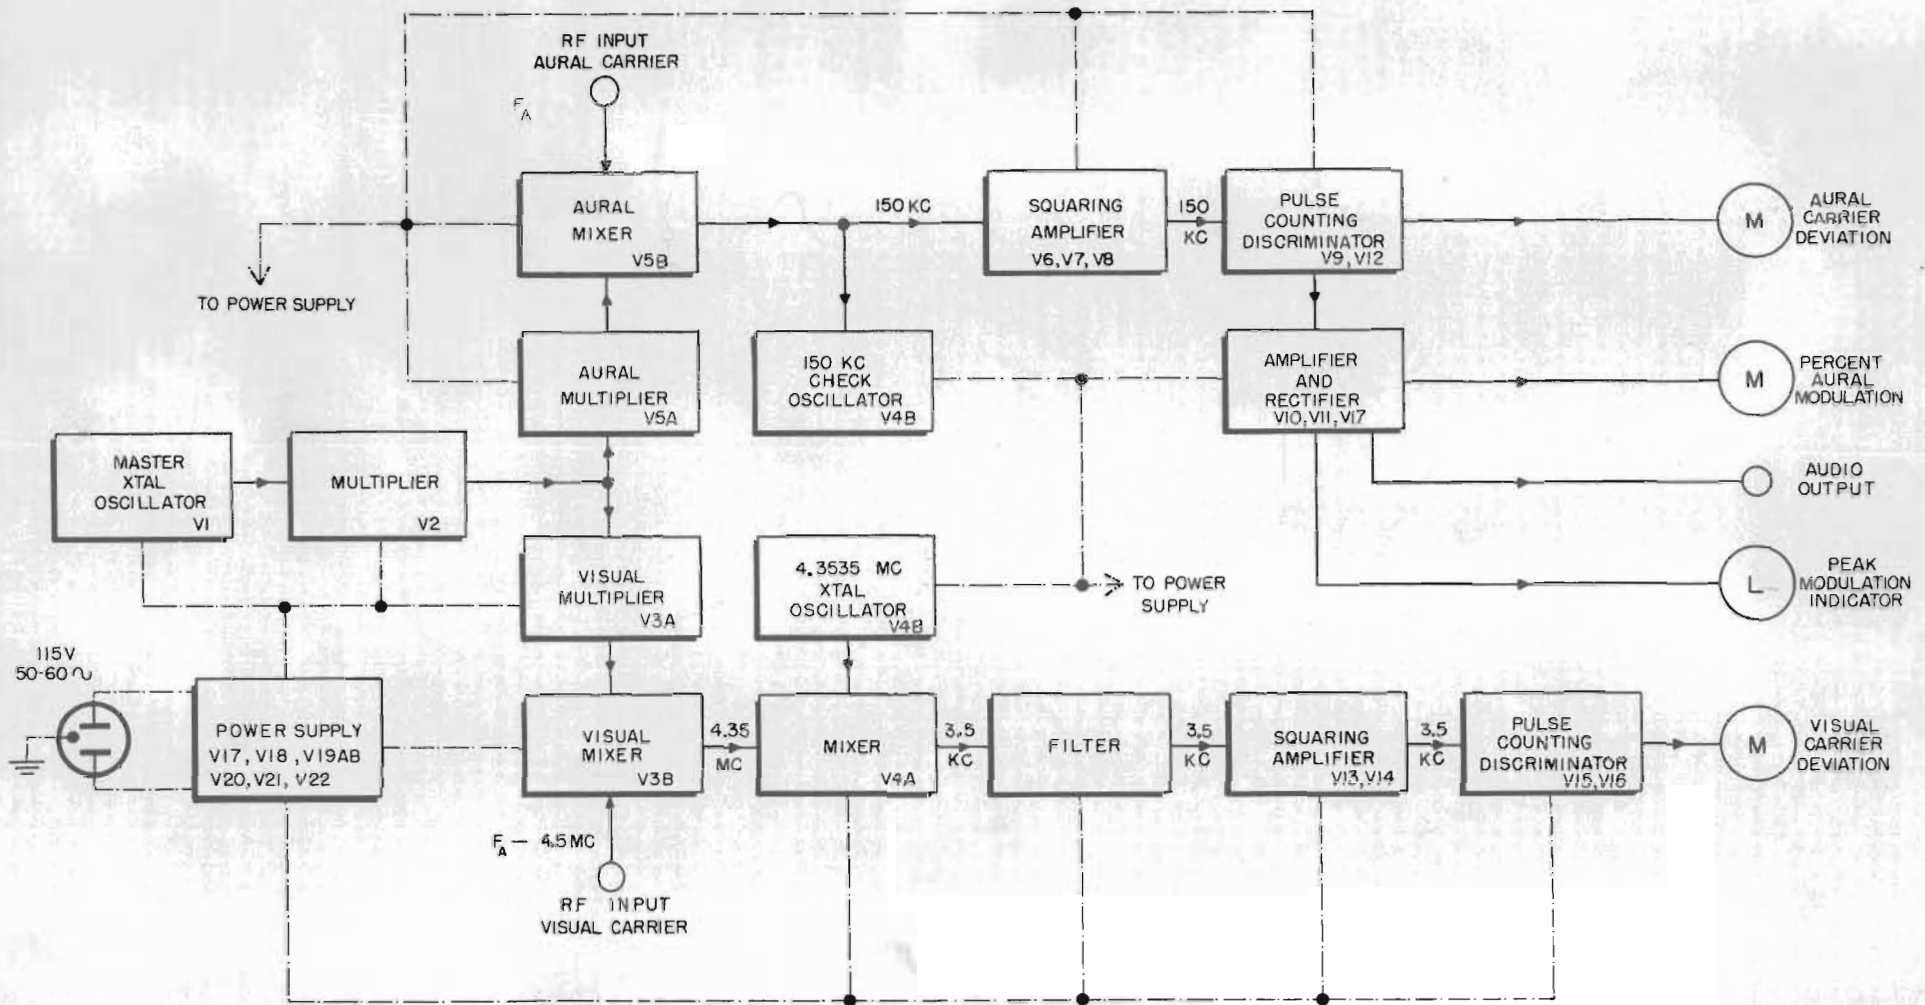 RF INPUT
AURAL CARRIER
F
A
AURAL
MIXER
V5B
150 KC
SQUARING
AMPLIFIER
V6, V7, V8
150
KC
PULSE
COUNTING
DISCRIMINATOR
V9, V12
M
AURAL
CARRIER
DEVIATION
TO POWER SUPPLY
AURAL
MULTIPLIER
V5A
150 KC
CHECK
OSCILLATOR
V4B
AMPLIFIER
AND
RECTIFIER
V10, V11, V17
M
PERCENT
AURAL
MODULATION
MASTER
XTAL
OSCILLATOR
V1
MULTIPLIER
V2
AUDIO
OUTPUT
VISUAL
MULTIPLIER
V3A
4.3535 MC
XTAL
OSCILLATOR
V4B
TO POWER
SUPPLY
L
PEAK
MODULATION
INDICATOR
115V
50-60 ∿
POWER SUPPLY
V17, V18, V19AB
V20, V21, V22
VISUAL
MIXER
V3B
4.35
MC
MIXER
V4A
3.5
KC
FILTER
3.5
KC
SQUARING
AMPLIFIER
V13, V14
3.5
KC
PULSE
COUNTING
DISCRIMINATOR
V15, V16
M
VISUAL
CARRIER
DEVIATION
F
A
— 4.5 MC
RF INPUT
VISUAL CARRIER